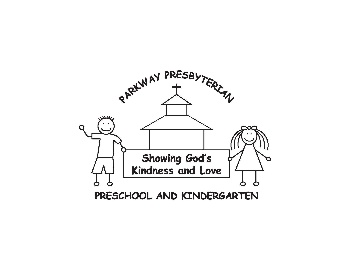 PARKWAY PRESBYTERIAN
Showing God's
Kindness and Love
PRESCHOOL AND KINDERGARTEN